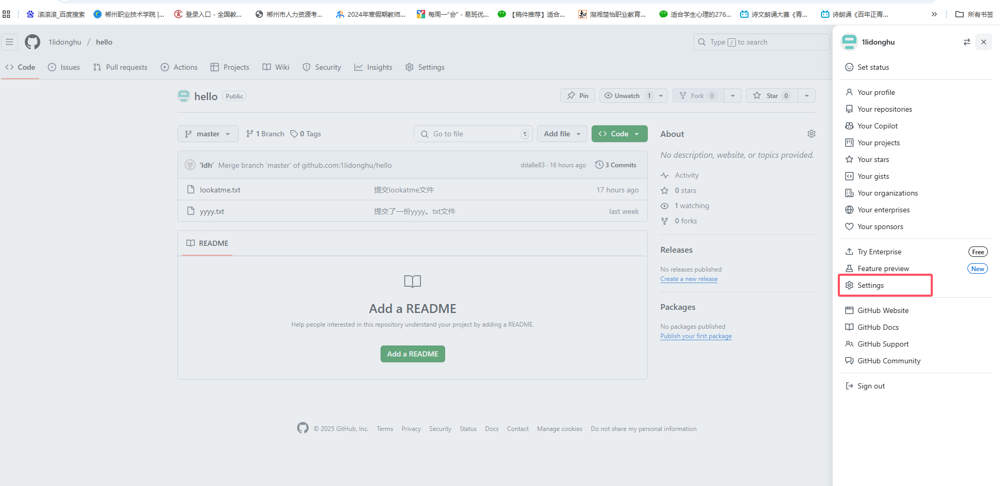 滚滚滚_百度搜索 郴州职业技术学院 |... 登录入口 - 全国教... 郴州市人力资源考... 2024年寒假期教师... 每周一“会” - 易班优... 【稿件推荐】适合... 湖湘楚怡职业教育... 适合学生心理的276... 诗文朗诵大赛《青... 诗朗诵《百年正青... » 所有书签
1lidonghu / hello
Type / to search
Code Issues Pull requests Actions Projects Wiki Security Insights Settings
hello Public
Pin Unwatch 1 Fork 0 Star 0
master 1 Branch 0 Tags Go to file t Add file Code
‘ldh’ Merge branch 'master' of github.com:1lidonghu/hello dda8e83 · 16 hours ago 3 Commits
lookatme.txt 提交lookatme文件 17 hours ago
yyyy.txt 提交了一份yyyy。txt文件 last week
README
Add a README
Help people interested in this repository understand your project by adding a README.
Add a README
About
No description, website, or topics provided.
Activity
0 stars
1 watching
0 forks
Releases
No releases published
Create a new release
Packages
No packages published
Publish your first package
© 2025 GitHub, Inc. Terms Privacy Security Status Docs Contact Manage cookies Do not share my personal information
1lidonghu
Set status
Your profile
Your repositories
Your Copilot
Your projects
Your stars
Your gists
Your organizations
Your enterprises
Your sponsors
Try Enterprise Free
Feature preview New
Settings
GitHub Website
GitHub Docs
GitHub Support
GitHub Community
Sign out